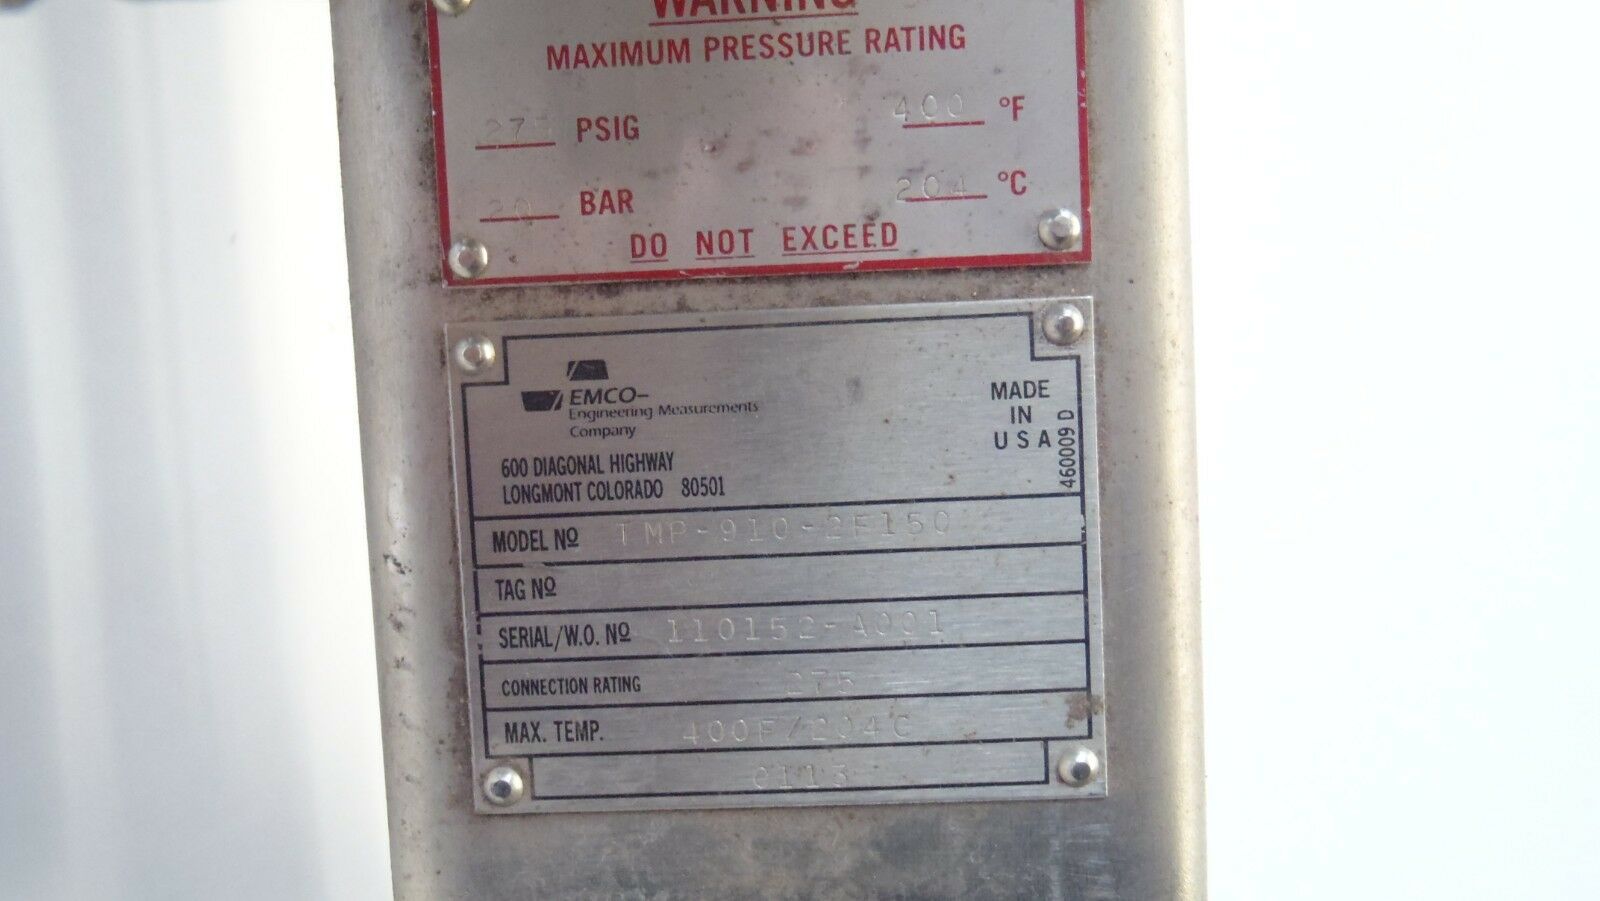 WARNING
MAXIMUM PRESSURE RATING
275 PSIG 400 °F
20 BAR 204 °C
DO NOT EXCEED
EMCO–
Engineering Measurements
Company
MADE
IN
USA
460009 D
600 DIAGONAL HIGHWAY
LONGMONT COLORADO 80501
MODEL Nº TMP-910-2F150
TAG Nº
SERIAL/W.O. Nº 110152-A001
CONNECTION RATING 275
MAX. TEMP. 400F/204C
0113